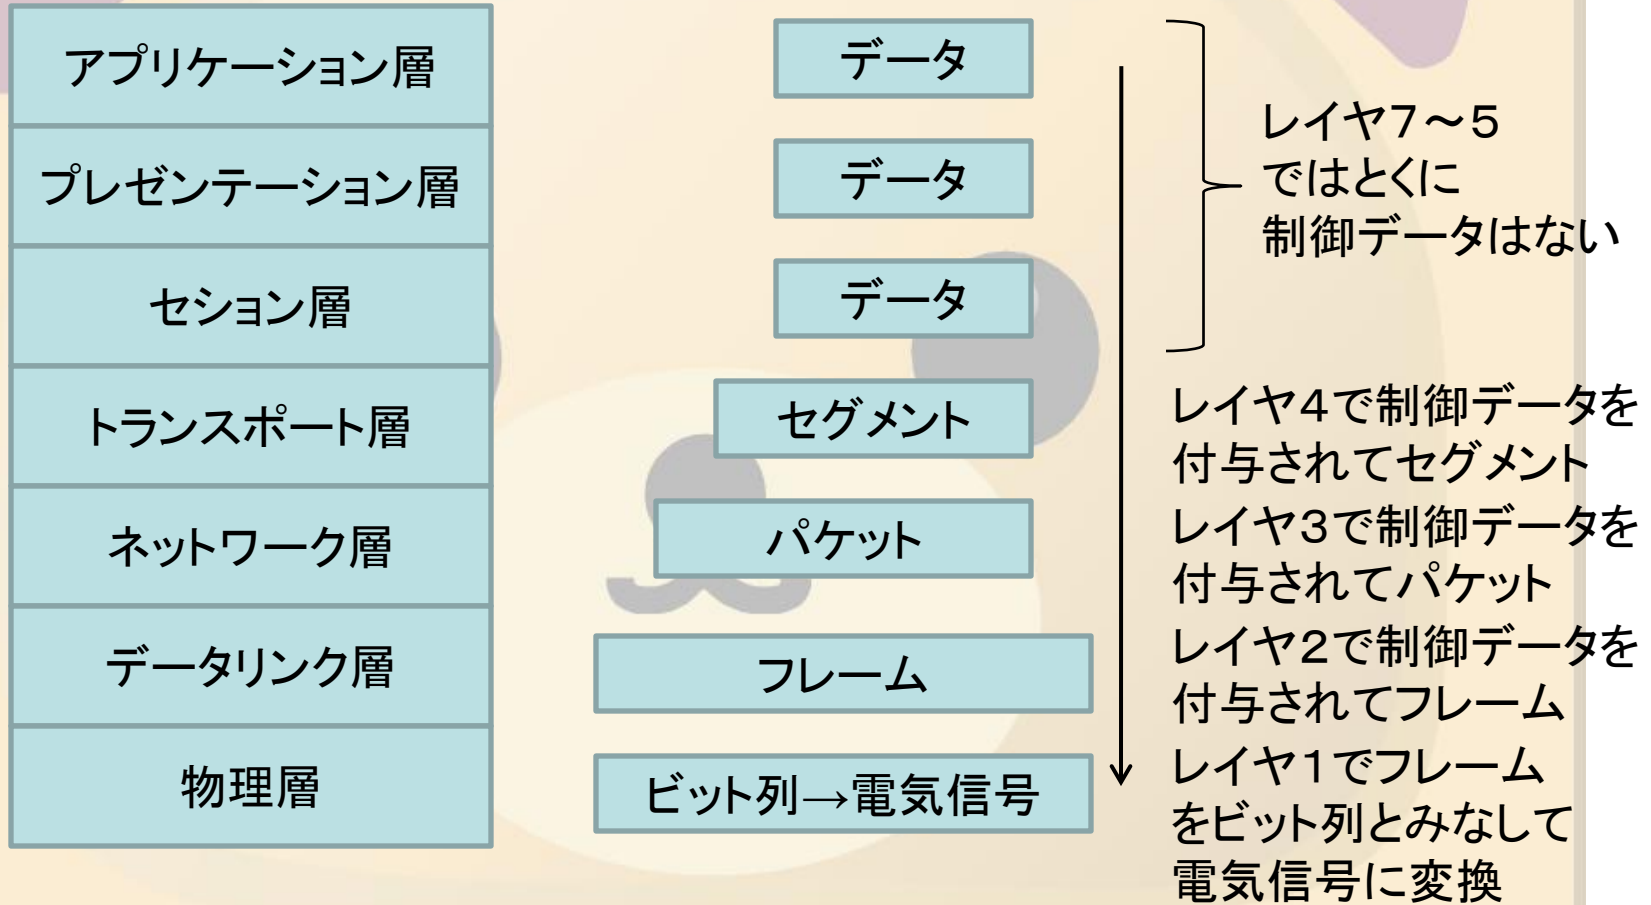 アプリケーション層
プレゼンテーション層
セション層
トランスポート層
ネットワーク層
データリンク層
物理層
データ
データ
データ
セグメント
パケット
フレーム
ビット列→電気信号
レイヤ７～５
ではとくに
制御データはない
レイヤ４で制御データを
付与されてセグメント
レイヤ３で制御データを
付与されてパケット
レイヤ２で制御データを
付与されてフレーム
レイヤ１でフレーム
をビット列とみなして
電気信号に変換